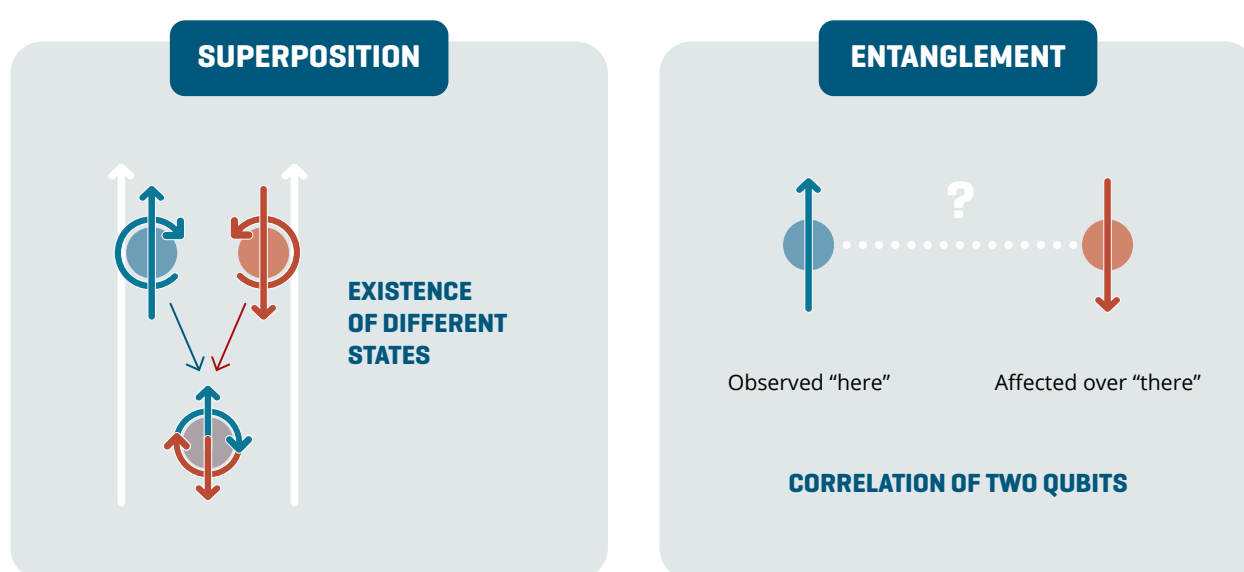 SUPERPOSITION
EXISTENCE
OF DIFFERENT
STATES
ENTANGLEMENT
?
Observed “here”
Affected over “there”
CORRELATION OF TWO QUBITS